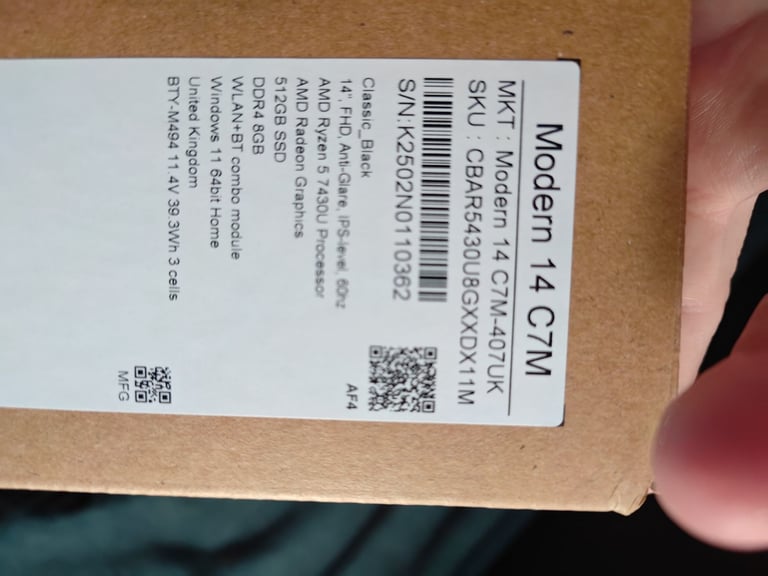 Modern 14 C7M
MKT : Modern 14 C7M-407UK
SKU : CBAR5430U8GXXDX11M
S/N:K2502N0110362
Classic_Black
14", FHD, Anti-Glare, IPS-level, 60hz
AMD Ryzen 5 7430U Processor
AMD Radeon Graphics
512GB SSD
DDR4 8GB
WLAN+BT combo module
Windows 11 64bit Home
United Kingdom
BTY-M494 11.4V 39.3Wh 3 cells
AF4
MFG